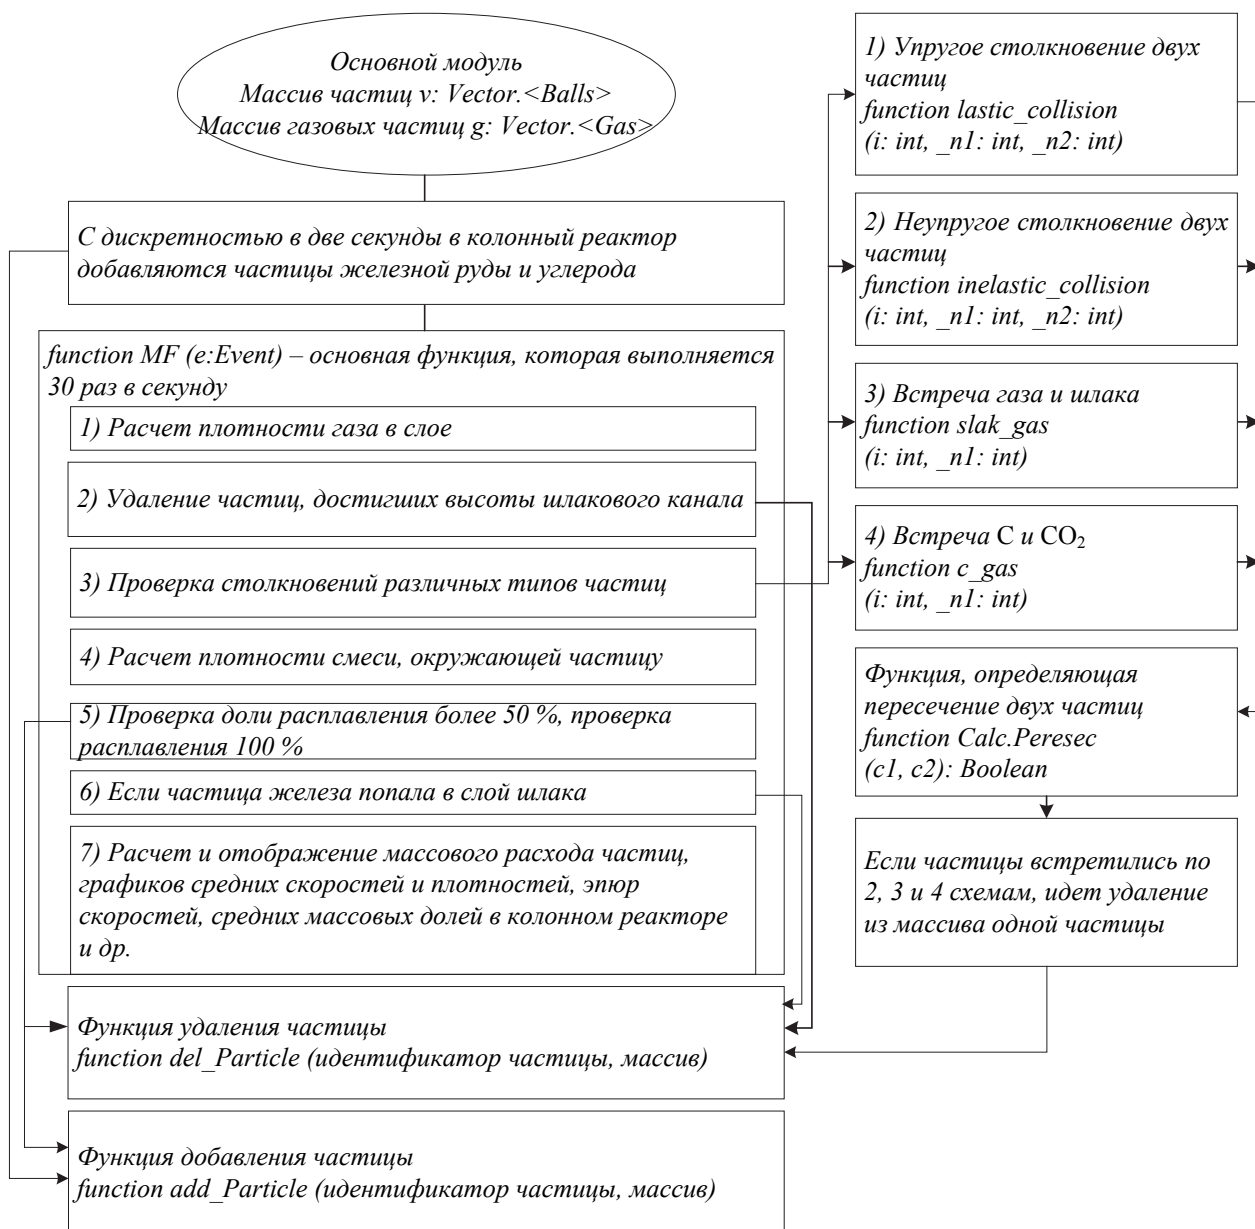 Основной модуль
Массив частиц v: Vector.<Balls>
Массив газовых частиц g: Vector.<Gas>
С дискретностью в две секунды в колонный реактор
добавляются частицы железной руды и углерода
function MF (e:Event) – основная функция, которая выполняется
30 раз в секунду
1) Расчет плотности газа в слое
2) Удаление частиц, достигших высоты шлакового канала
3) Проверка столкновений различных типов частиц
4) Расчет плотности смеси, окружающей частицу
5) Проверка доли расплавления более 50 %, проверка
расплавления 100 %
6) Если частица железа попала в слой шлака
7) Расчет и отображение массового расхода частиц,
графиков средних скоростей и плотностей, эпюр
скоростей, средних массовых долей в колонном реакторе
и др.
Функция удаления частицы
function del_Particle (идентификатор частицы, массив)
Функция добавления частицы
function add_Particle (идентификатор частицы, массив)
1) Упругое столкновение двух
частиц
function lastic_collision
(i: int, _n1: int, _n2: int)
2) Неупругое столкновение двух
частиц
function inelastic_collision
(i: int, _n1: int, _n2: int)
3) Встреча газа и шлака
function slak_gas
(i: int, _n1: int)
4) Встреча C и CO₂
function c_gas
(i: int, _n1: int)
Функция, определяющая
пересечение двух частиц
function Calc.Peresec
(c1, c2): Boolean
Если частицы встретились по
2, 3 и 4 схемам, идет удаление
из массива одной частицы